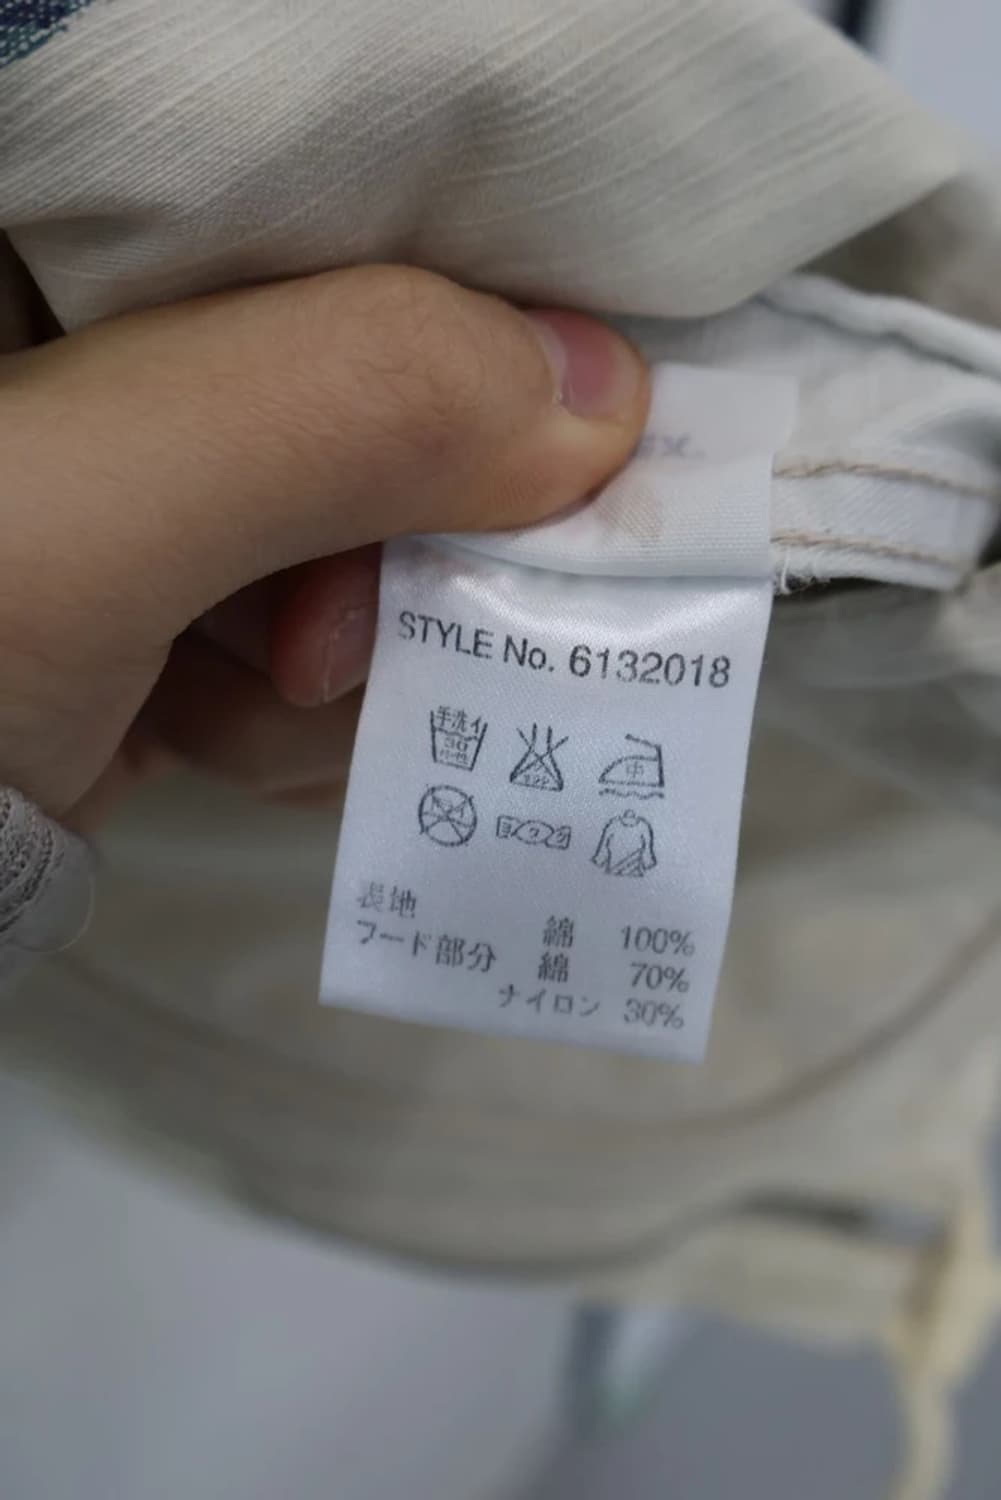 STYLE No. 6132018
手洗イ
30
中
表地
綿 100%
フード部分 綿 70%
ナイロン 30%